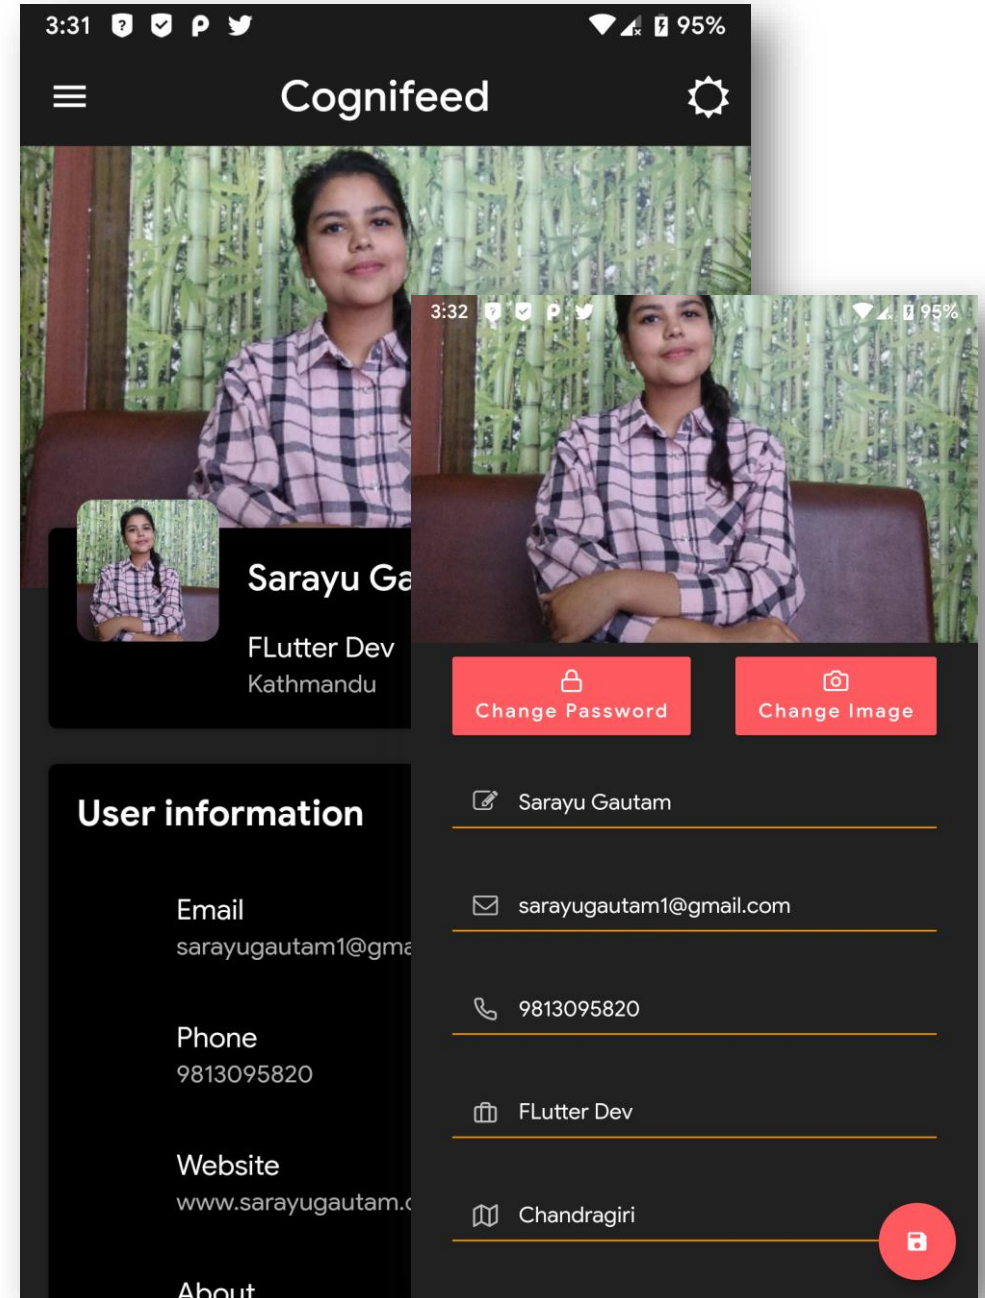 3:31 95%
Cognifeed
Sarayu Ga
FLutter Dev
Kathmandu
User information
Email
sarayugautam1@gma
Phone
9813095820
Website
www.sarayugautam.c
About
3:32 95%
Change Password
Change Image
Sarayu Gautam
sarayugautam1@gmail.com
9813095820
FLutter Dev
Chandragiri